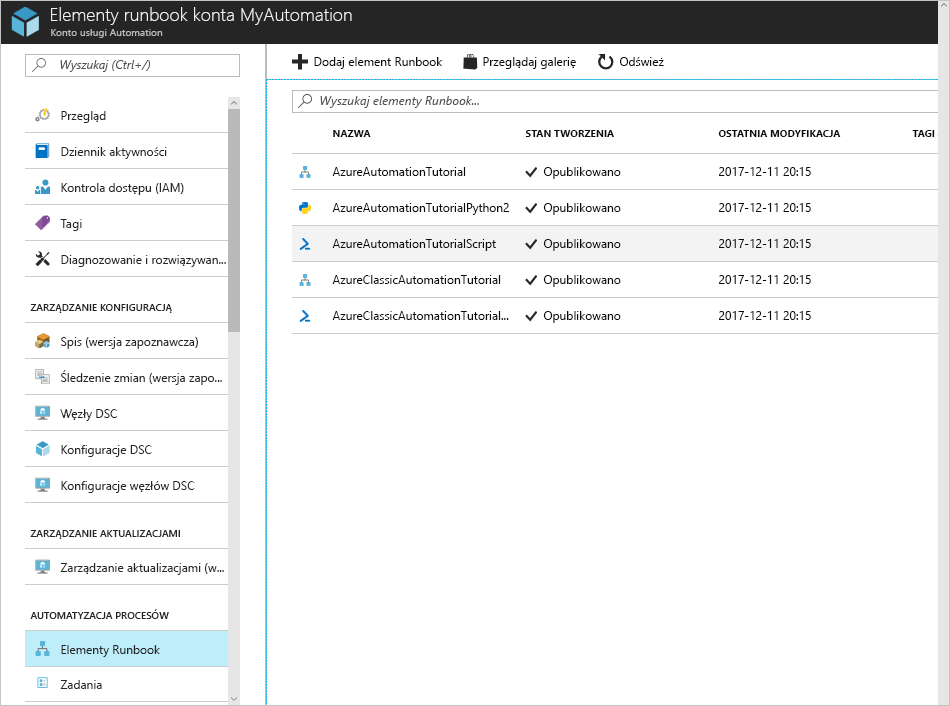 Elementy runbook konta MyAutomation
Konto usługi Automation
Wyszukaj (Ctrl+/)
Przegląd
Dziennik aktywności
Kontrola dostępu (IAM)
Tagi
Diagnozowanie i rozwiązywan...
ZARZĄDZANIE KONFIGURACJĄ
Spis (wersja zapoznawcza)
Śledzenie zmian (wersja zapo...
Węzły DSC
Konfiguracje DSC
Konfiguracje węzłów DSC
ZARZĄDZANIE AKTUALIZACJAMI
Zarządzanie aktualizacjami (w...
AUTOMATYZACJA PROCESÓW
Elementy Runbook
Zadania
Dodaj element Runbook Przeglądaj galerię Odśwież
Wyszukaj elementy Runbook...
NAZWA STAN TWORZENIA OSTATNIA MODYFIKACJA TAGI
AzureAutomationTutorial Opublikowano 2017-12-11 20:15
AzureAutomationTutorialPython2 Opublikowano 2017-12-11 20:15
AzureAutomationTutorialScript Opublikowano 2017-12-11 20:15
AzureClassicAutomationTutorial Opublikowano 2017-12-11 20:15
AzureClassicAutomationTutorial... Opublikowano 2017-12-11 20:15